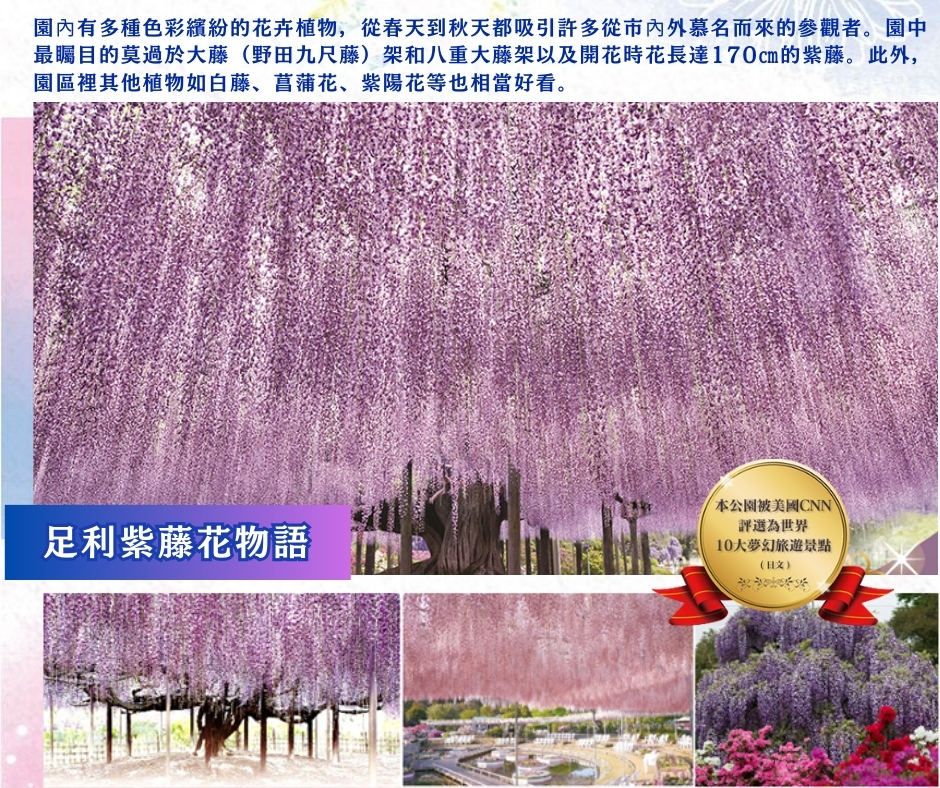 園內有多種色彩繽紛的花卉植物，從春天到秋天都吸引許多從市內外慕名而來的參觀者。園中
最矚目的莫過於大藤（野田九尺藤）架和八重大藤架以及開花時花長達170㎝的紫藤。此外，
園區裡其他植物如白藤、菖蒲花、紫陽花等也相當好看。
本公園被美國CNN
評選為世界
10大夢幻旅遊景點
（日文）
足利紫藤花物語